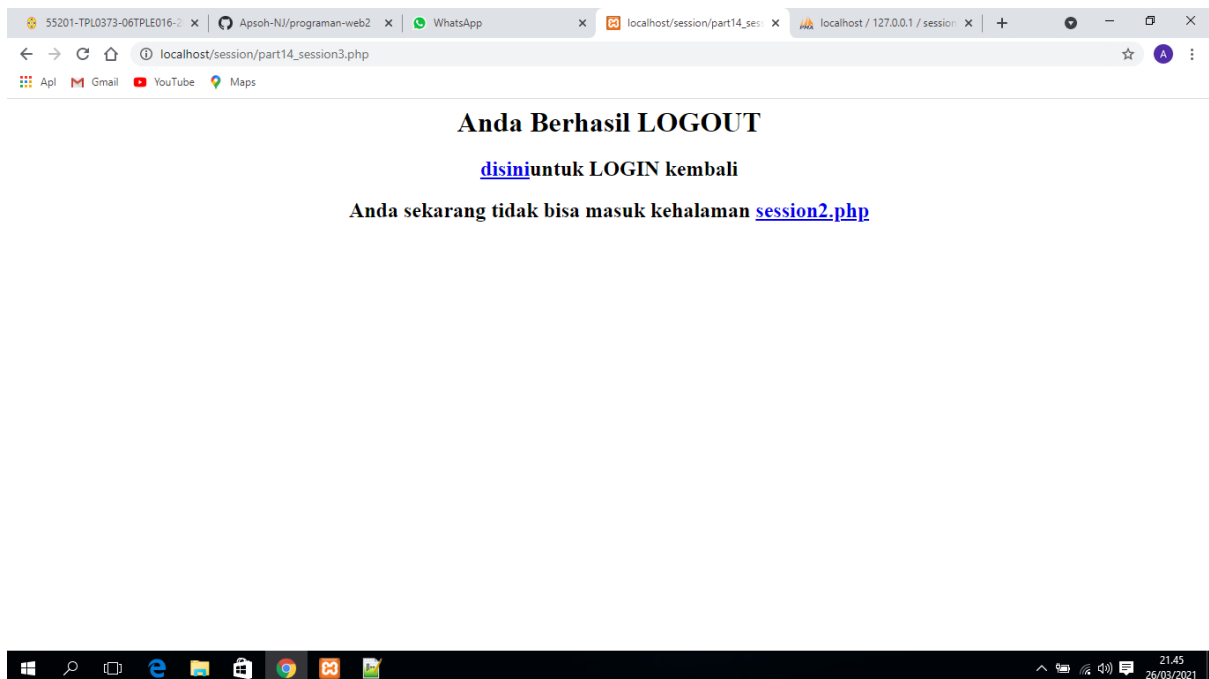 55201-TPL0373-06TPLE016-2
Apsoh-NJ/programan-web2
WhatsApp
localhost/session/part14_sess
localhost / 127.0.0.1 / session
localhost/session/part14_session3.php
A
Apl
Gmail
YouTube
Maps
Anda Berhasil LOGOUT
disiniuntuk LOGIN kembali
Anda sekarang tidak bisa masuk kehalaman session2.php
21.45
26/03/2021